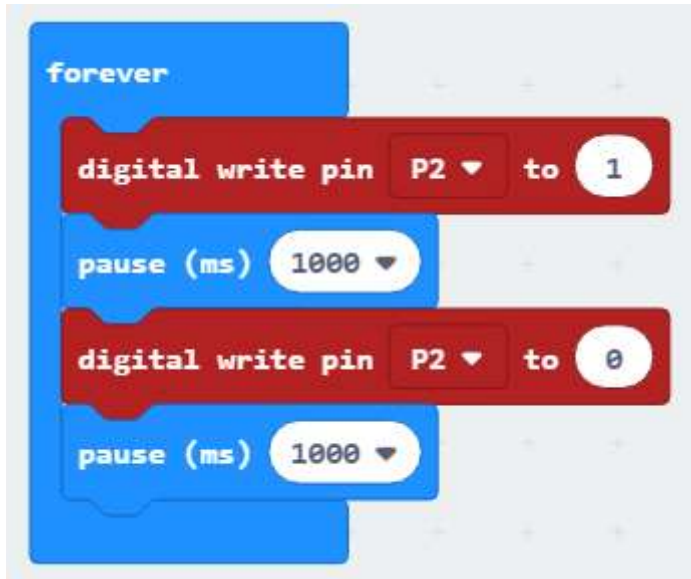 forever
digital write pin P2 to 1
pause (ms) 1000
digital write pin P2 to 0
pause (ms) 1000